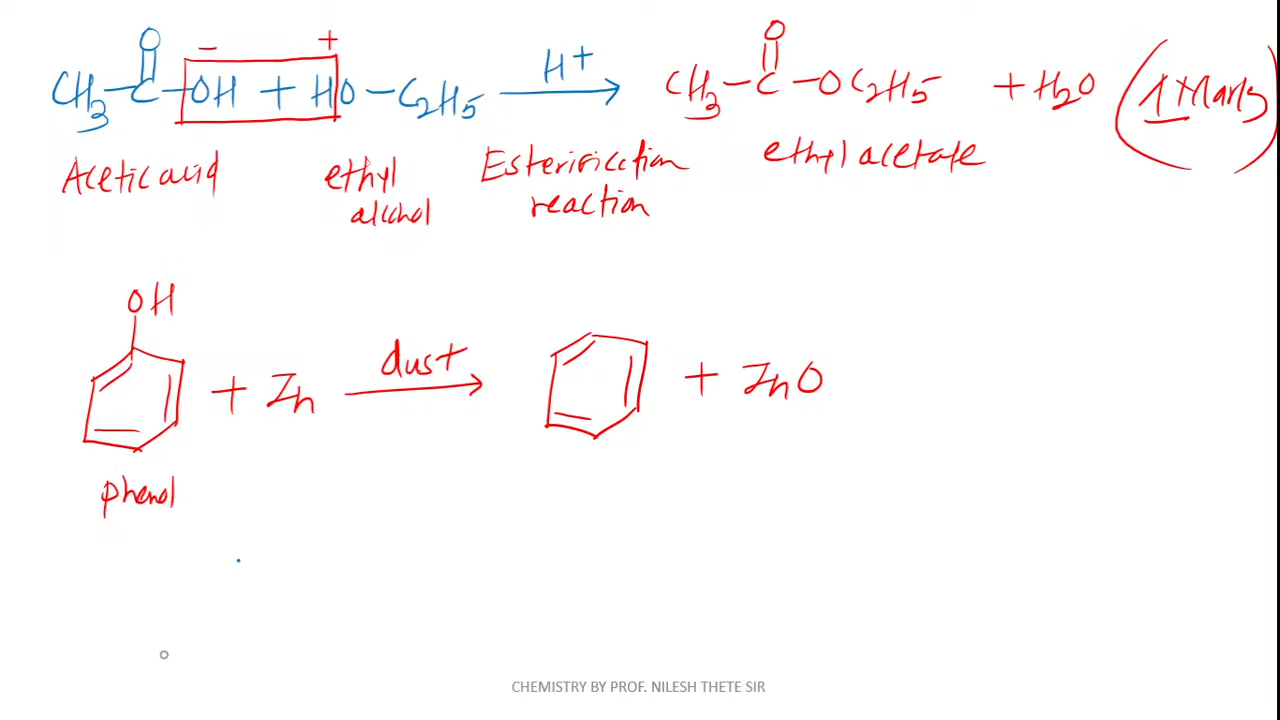 O − + O
CH3–C–OH + HO–C2H5 H+ → CH3–C–OC2H5 + H2O (1 Marks)
Acetic acid ethyl alcohol Esterification reaction ethyl acetate
OH
+ Zn dust → + ZnO
phenol
CHEMISTRY BY PROF. NILESH THETE SIR